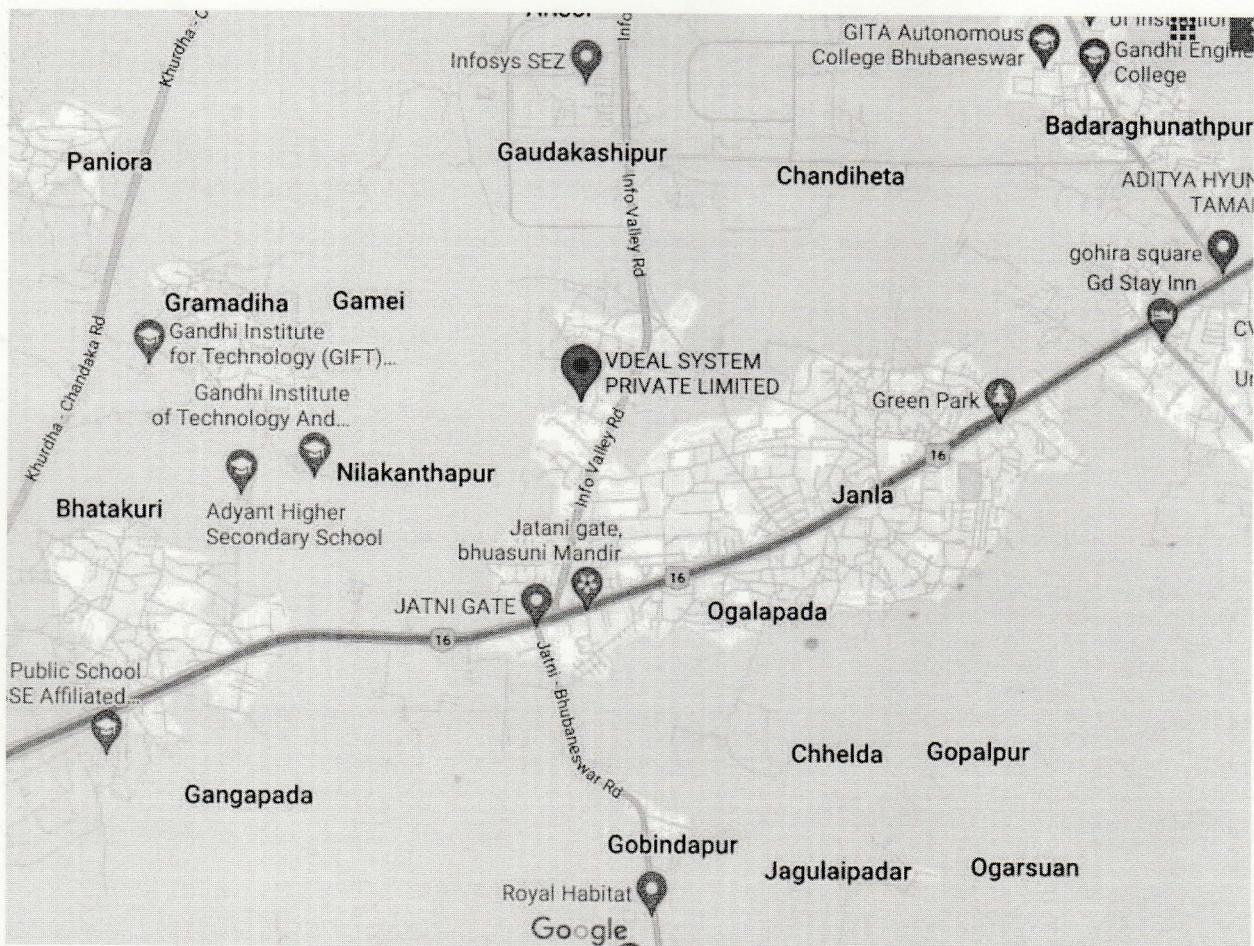 Khurdha - C
Info
Infosys SEZ
GITA Autonomous
College Bhubaneswar
Gandhi Engine
College
Badaraghunathpur
Paniora
Gaudakashipur
Chandiheta
ADITYA HYUN
TAMA
Info Valley Rd
gohira square
Gd Stay Inn
Gramadiha
Gamei
Gandhi Institute
for Technology (GIFT)...
Khurdha - Chandaka Rd
VDEAL SYSTEM
PRIVATE LIMITED
Gandhi Institute
of Technology And...
Green Park
Info Valley Rd
16
Nilakanthapur
Janla
Bhatakuri
Adyant Higher
Secondary School
Jatani gate,
bhuasuni Mandir
16
JATNI GATE
Ogalapada
16
Jatni - Bhubaneswar Rd
Public School
SE Affiliated...
Chhelda
Gopalpur
Gangapada
Gobindapur
Jagulaipadar
Ogarsuan
Royal Habitat
Google